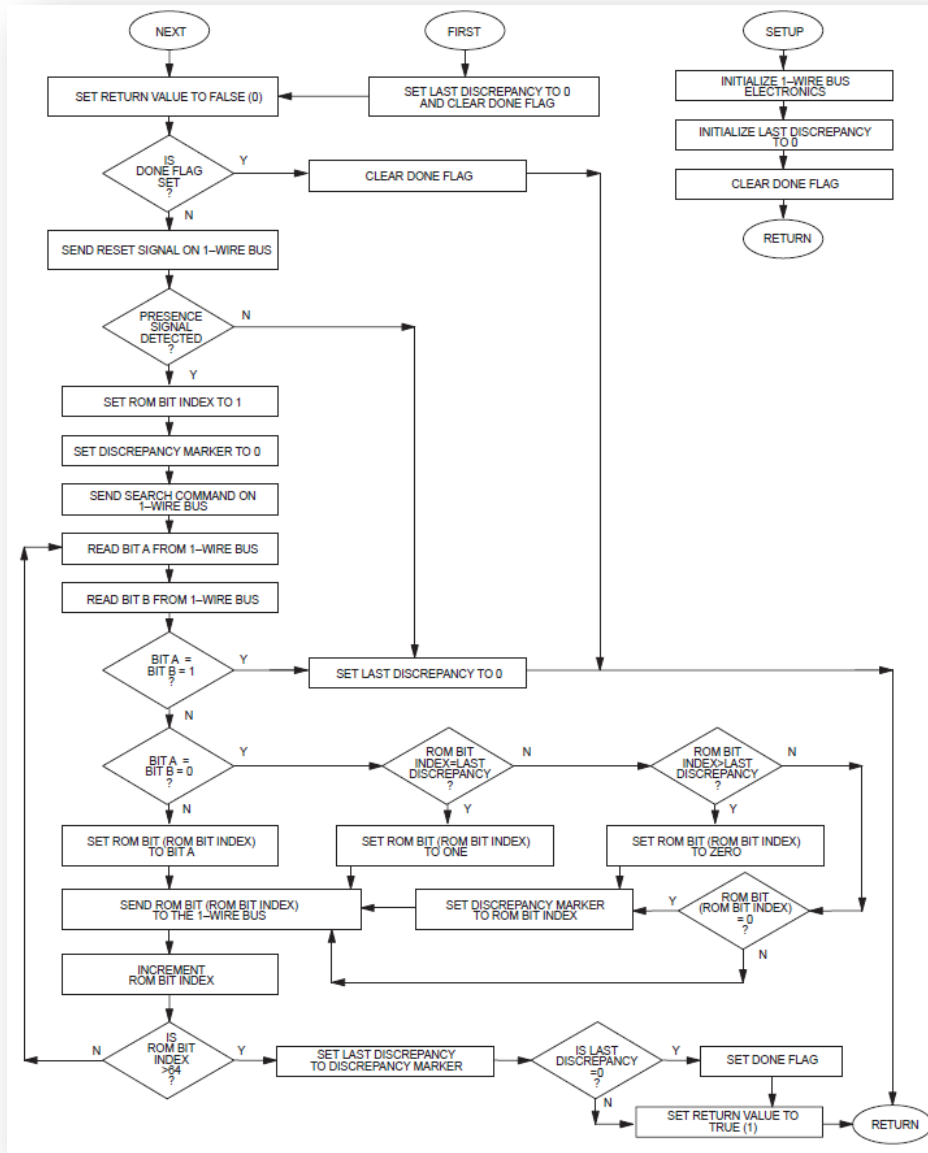 NEXT
FIRST
SETUP
SET RETURN VALUE TO FALSE (0)
SET LAST DISCREPANCY TO 0
AND CLEAR DONE FLAG
INITIALIZE 1–WIRE BUS
ELECTRONICS
INITIALIZE LAST DISCREPANCY
TO 0
CLEAR DONE FLAG
RETURN
IS
DONE FLAG
SET
?
Y
N
CLEAR DONE FLAG
SEND RESET SIGNAL ON 1–WIRE BUS
PRESENCE
SIGNAL
DETECTED
?
N
Y
SET ROM BIT INDEX TO 1
SET DISCREPANCY MARKER TO 0
SEND SEARCH COMMAND ON
1–WIRE BUS
READ BIT A FROM 1–WIRE BUS
READ BIT B FROM 1–WIRE BUS
BIT A =
BIT B = 1
?
Y
N
SET LAST DISCREPANCY TO 0
BIT A =
BIT B = 0
?
Y
N
ROM BIT
INDEX=LAST
DISCREPANCY
?
N
Y
ROM BIT
INDEX>LAST
DISCREPANCY
?
N
Y
SET ROM BIT (ROM BIT INDEX)
TO BIT A
SET ROM BIT (ROM BIT INDEX)
TO ONE
SET ROM BIT (ROM BIT INDEX)
TO ZERO
SEND ROM BIT (ROM BIT INDEX)
TO THE 1–WIRE BUS
SET DISCREPANCY MARKER
TO ROM BIT INDEX
ROM BIT
(ROM BIT INDEX)
= 0
?
Y
N
INCREMENT
ROM BIT INDEX
IS
ROM BIT
INDEX
>64
?
N
Y
SET LAST DISCREPANCY
TO DISCREPANCY MARKER
IS LAST
DISCREPANCY
=0
?
Y
N
SET DONE FLAG
SET RETURN VALUE TO
TRUE (1)
RETURN